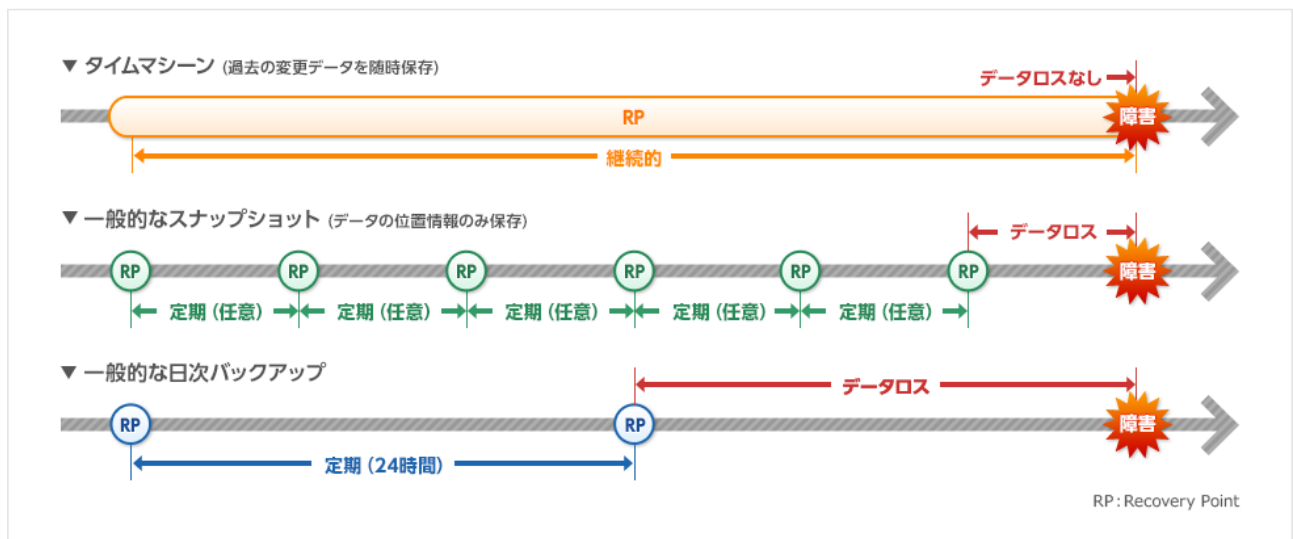 ▼ タイムマシーン (過去の変更データを随時保存)
データロスなし
RP
障害
継続的
▼ 一般的なスナップショット (データの位置情報のみ保存)
データロス
RP RP RP RP RP RP 障害
定期 (任意) 定期 (任意) 定期 (任意) 定期 (任意) 定期 (任意)
▼ 一般的な日次バックアップ
データロス
RP RP 障害
定期 (24時間)
RP:Recovery Point